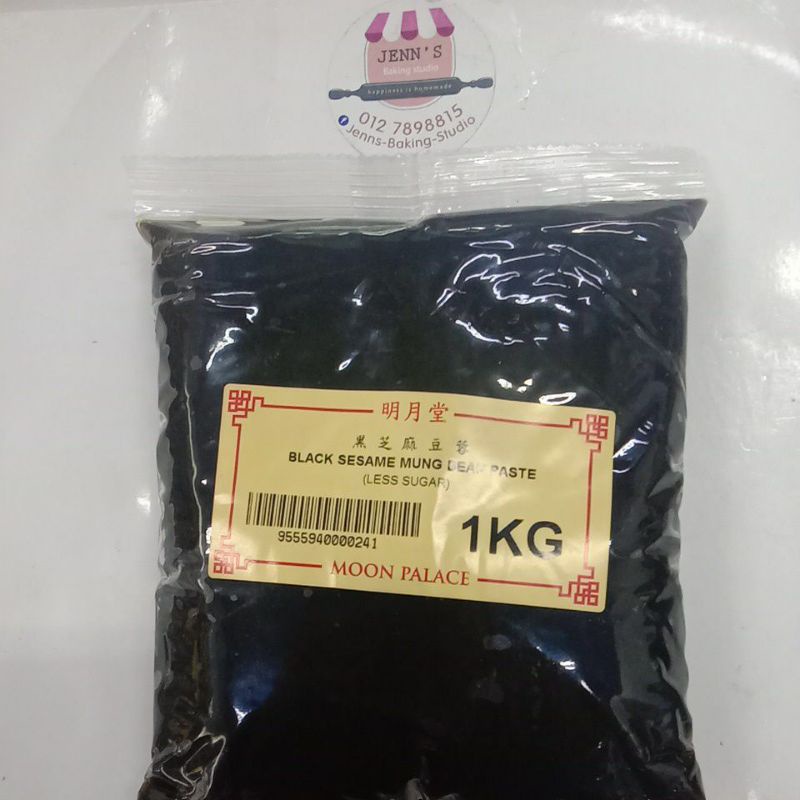 JENN'S
Baking studio
happiness is homemade
012 7898815
Jenns-Baking-Studio
明月堂
黑芝麻豆蓉
BLACK SESAME MUNG BEAN PASTE
(LESS SUGAR)
9555940000241
1KG
MOON PALACE